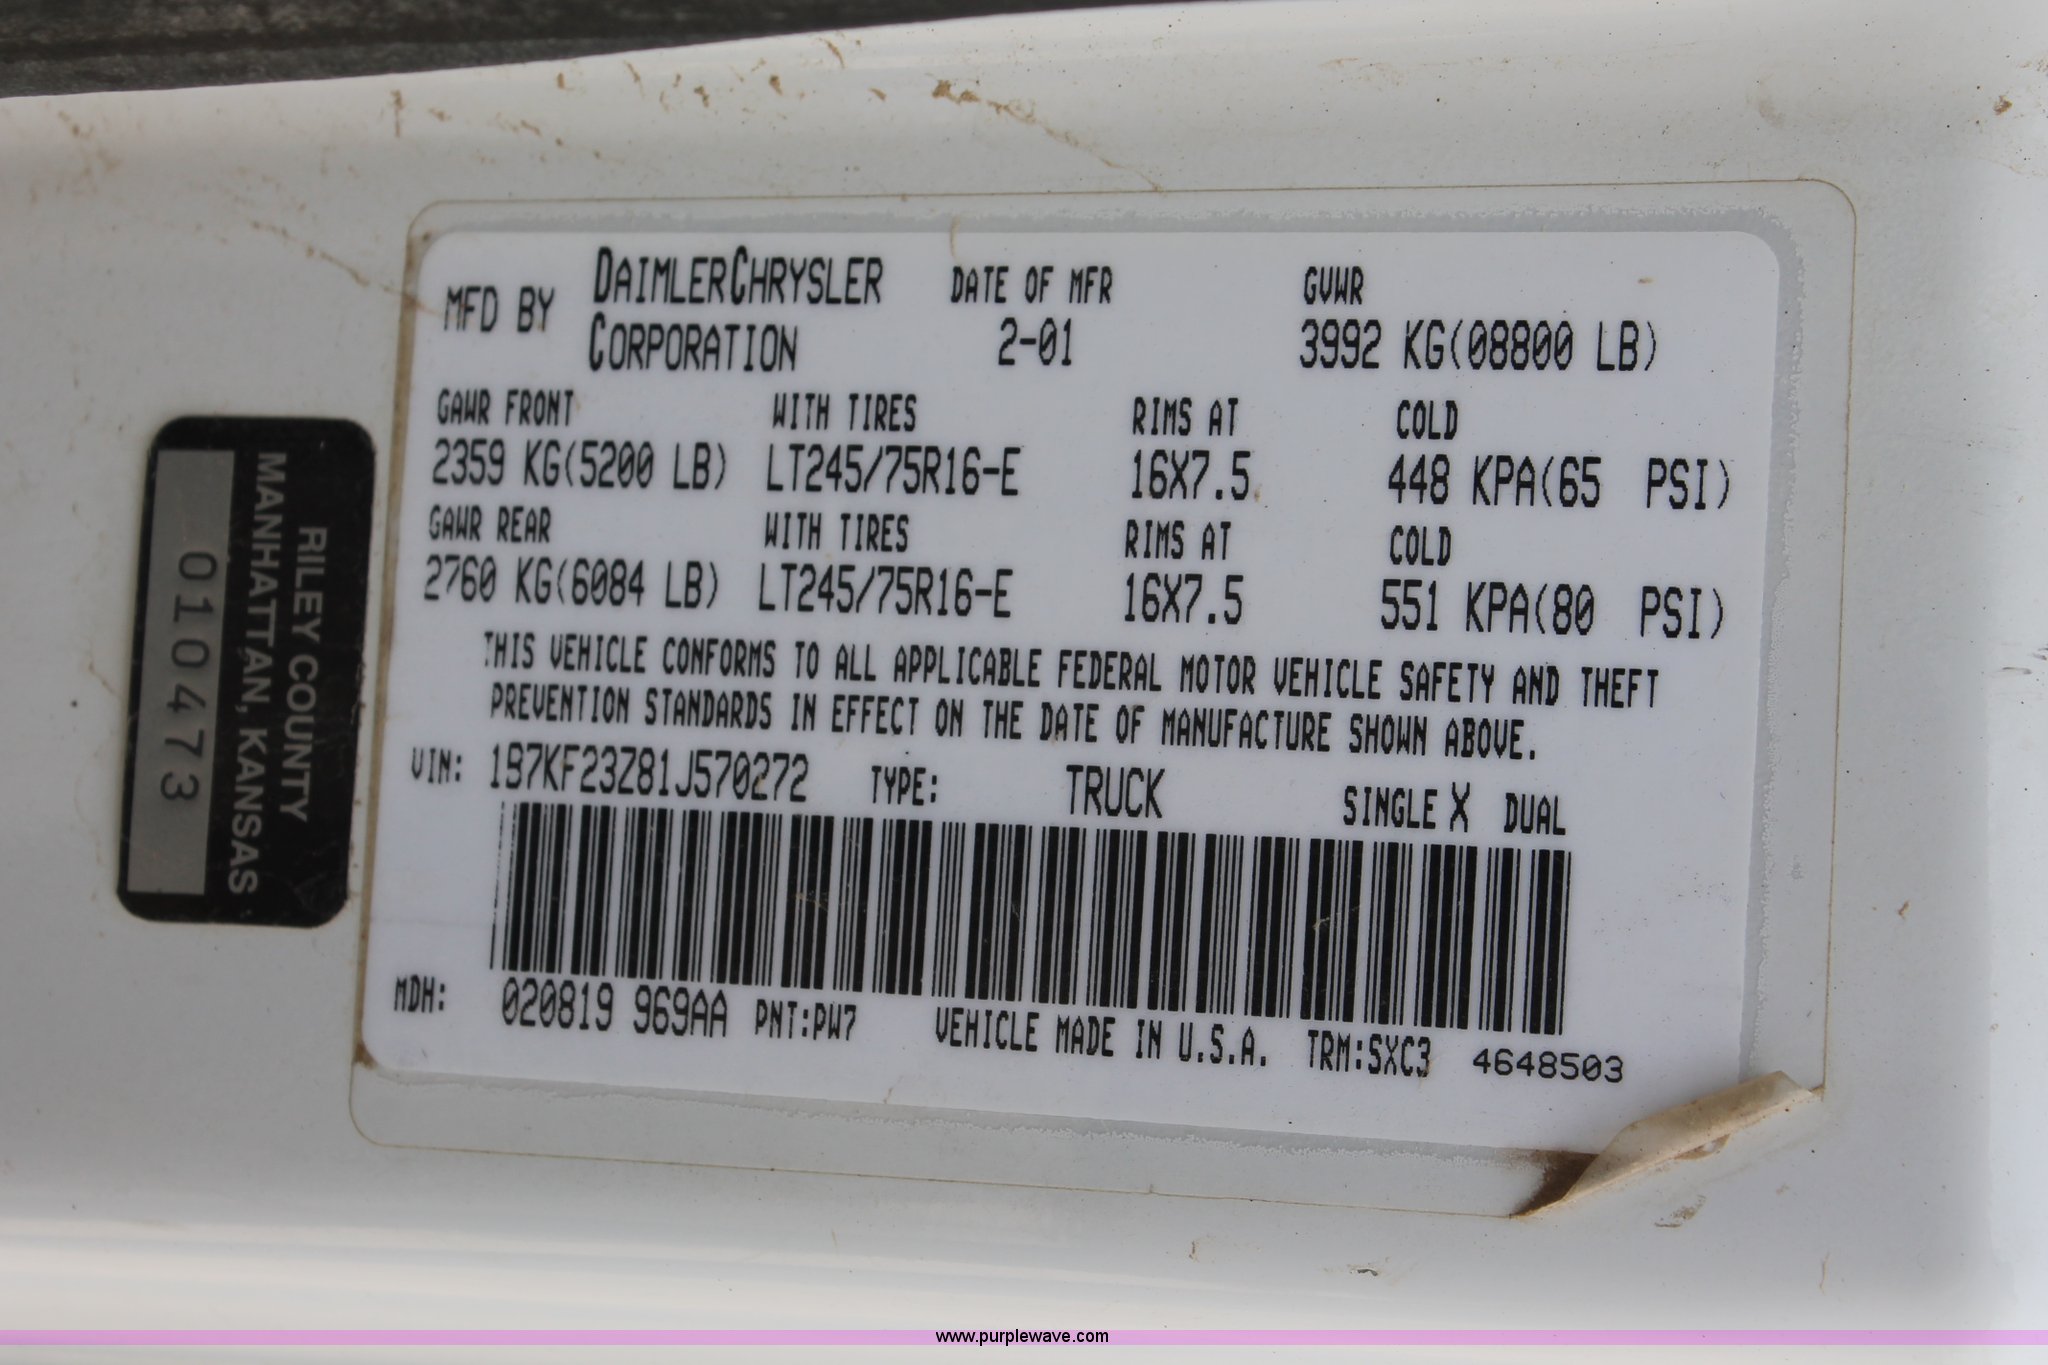 MFD BY DAIMLERCHRYSLER CORPORATION
DATE OF MFR
2-01
GVWR
3992 KG(08800 LB)
GAWR FRONT WITH TIRES RIMS AT COLD
2359 KG(5200 LB) LT245/75R16-E 16X7.5 448 KPA(65 PSI)
GAWR REAR WITH TIRES RIMS AT COLD
2760 KG(6084 LB) LT245/75R16-E 16X7.5 551 KPA(80 PSI)
THIS VEHICLE CONFORMS TO ALL APPLICABLE FEDERAL MOTOR VEHICLE SAFETY AND THEFT
PREVENTION STANDARDS IN EFFECT ON THE DATE OF MANUFACTURE SHOWN ABOVE.
VIN: 1B7KF23Z81J570272 TYPE: TRUCK SINGLE X DUAL
MDH: 020819 969AA PNT:PW7 VEHICLE MADE IN U.S.A. TRM:SXC3 4648503
RILEY COUNTY
MANHATTAN, KANSAS
010473
www.purplewave.com